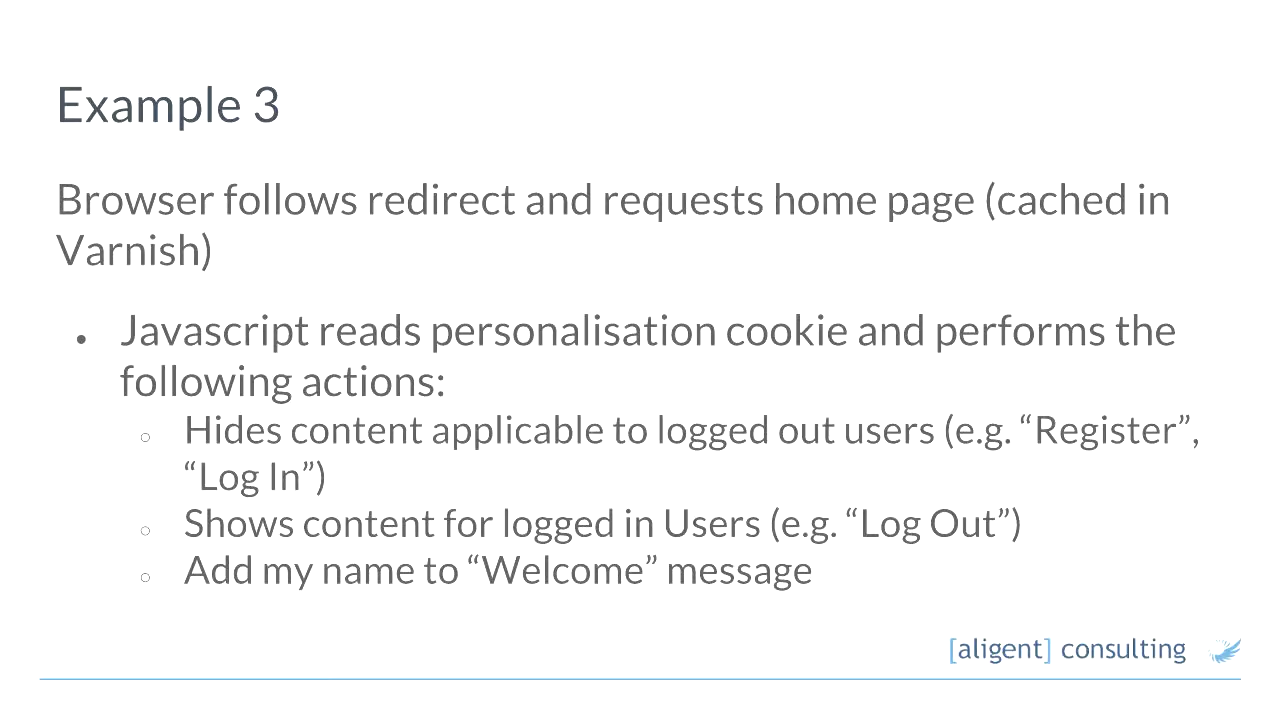 Example 3
Browser follows redirect and requests home page (cached in
Varnish)
● Javascript reads personalisation cookie and performs the
following actions:
○ Hides content applicable to logged out users (e.g. “Register”,
“Log In”)
○ Shows content for logged in Users (e.g. “Log Out”)
○ Add my name to “Welcome” message
[aligent] consulting